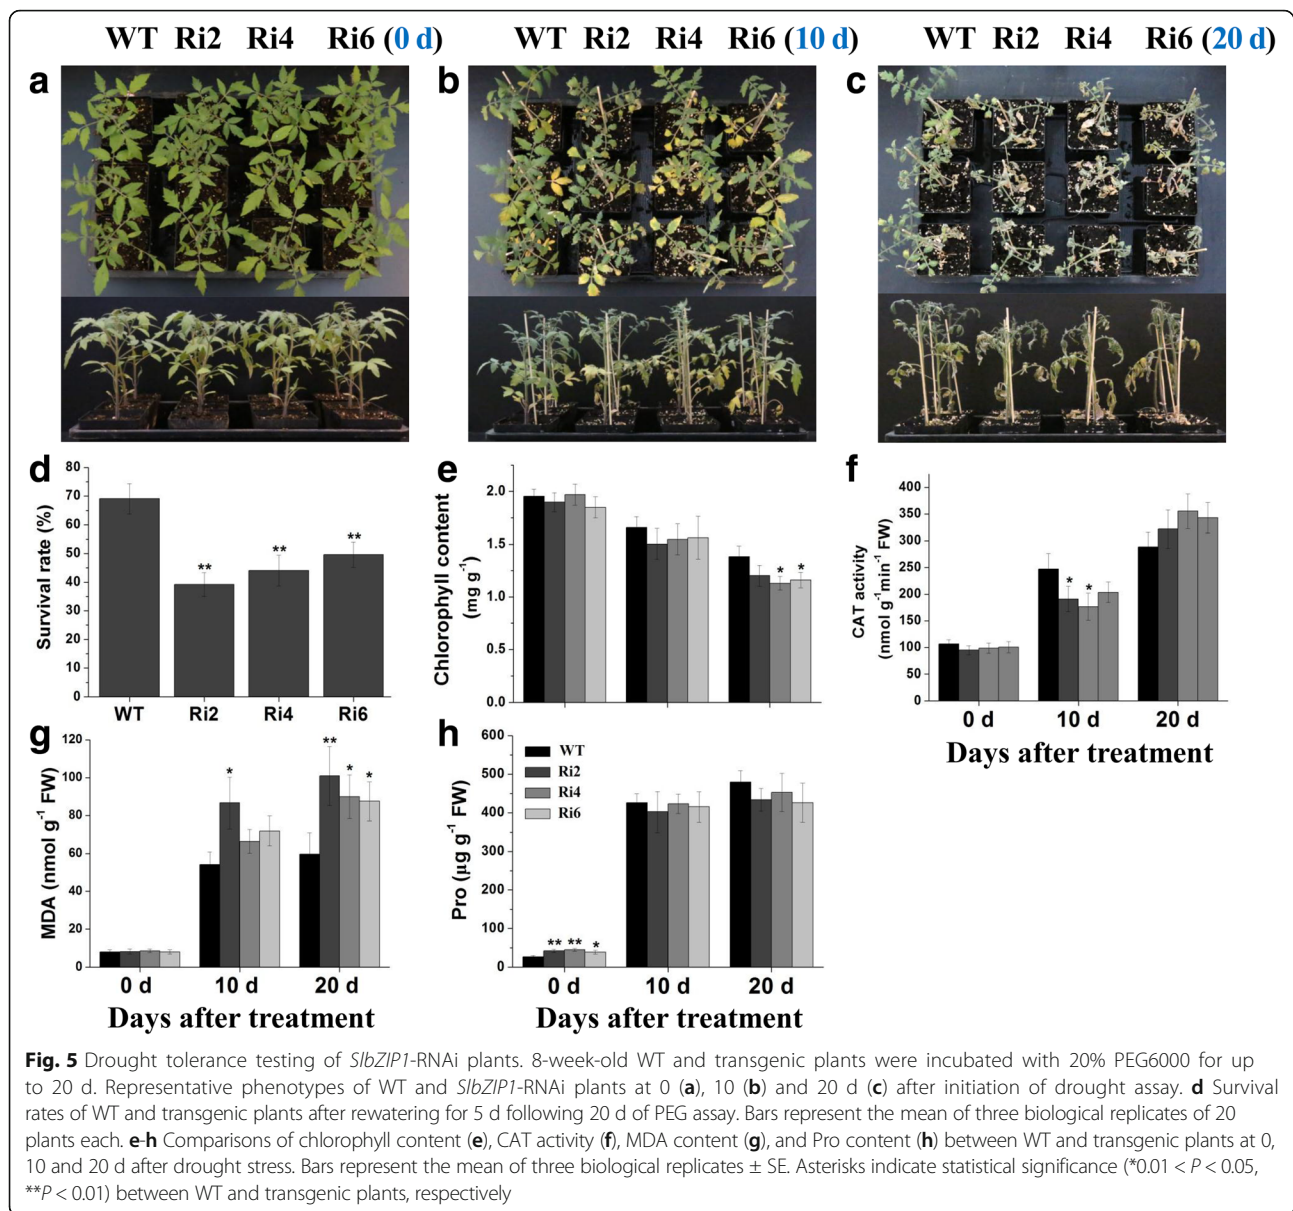 WT Ri2 Ri4 Ri6 (0 d)
WT Ri2 Ri4 Ri6 (10 d)
WT Ri2 Ri4 Ri6 (20 d)
a
b
c
d
Survival rate (%)
80
70
60
50
40
30
20
10
0
**
**
**
WT Ri2 Ri4 Ri6
e
Chlorophyll content
(mg g-1)
2.0
1.5
1.0
0.5
0.0
* *
f
CAT activity
(nmol g-1min-1 FW)
400
350
300
250
200
150
100
50
0
* *
0 d 10 d 20 d
Days after treatment
g
MDA (nmol g-1 FW)
120
100
80
60
40
20
0
*
** * *
0 d 10 d 20 d
Days after treatment
h
Pro (µg g-1 FW)
600
500
400
300
200
100
50
0
WT
Ri2
Ri4
Ri6
** ** *
0 d 10 d 20 d
Days after treatment
Fig. 5 Drought tolerance testing of SlbZIP1-RNAi plants. 8-week-old WT and transgenic plants were incubated with 20% PEG6000 for up
to 20 d. Representative phenotypes of WT and SlbZIP1-RNAi plants at 0 (a), 10 (b) and 20 d (c) after initiation of drought assay. d Survival
rates of WT and transgenic plants after rewatering for 5 d following 20 d of PEG assay. Bars represent the mean of three biological replicates of 20
plants each. e-h Comparisons of chlorophyll content (e), CAT activity (f), MDA content (g), and Pro content (h) between WT and transgenic plants at 0,
10 and 20 d after drought stress. Bars represent the mean of three biological replicates ± SE. Asterisks indicate statistical significance (*0.01 < P < 0.05,
**P < 0.01) between WT and transgenic plants, respectively